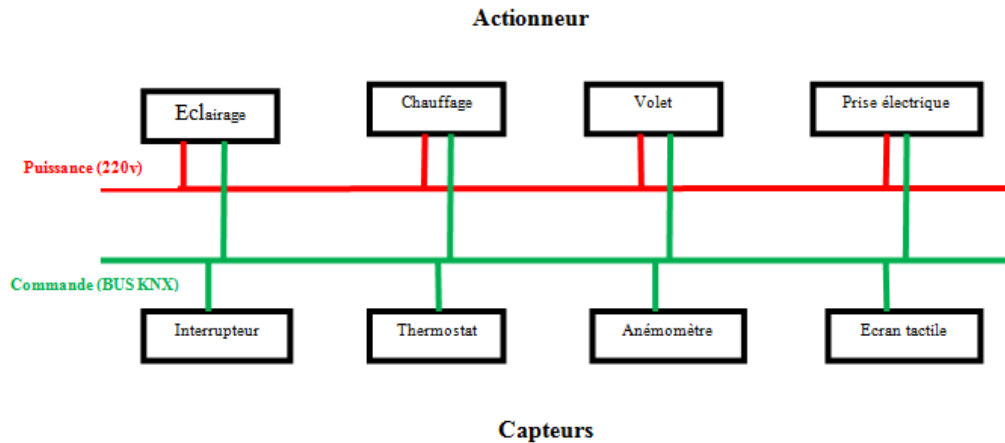 Actionneur
Eclairage
Chauffage
Volet
Prise électrique
Puissance (220v)
Commande (BUS KNX)
Interrupteur
Thermostat
Anémomètre
Ecran tactile
Capteurs